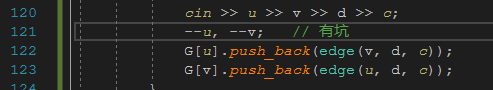 120 cin >> u >> v >> d >> c;
121 --u, --v; // 有坑
122 G[u].push_back(edge(v, d, c));
123 G[v].push_back(edge(u, d, c));
124 }